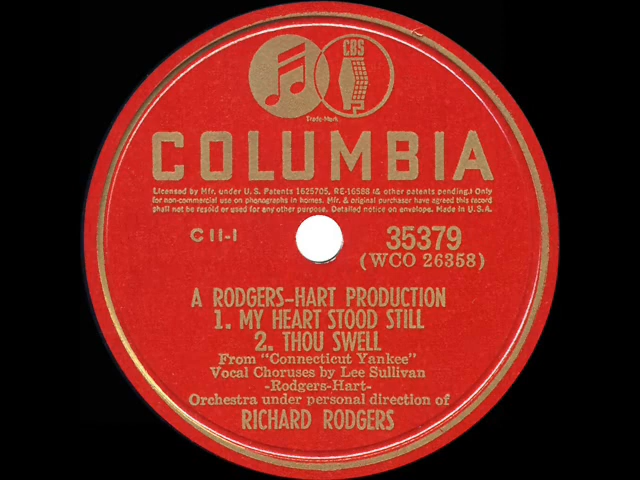 CBS
Trade-Mark
COLUMBIA
Licensed by Mfr. under U.S. Patents 1625705, RE-16588 (& other patents pending.) Only
for non-commercial use on phonographs in homes. Mfr. & original purchaser have agreed this record
shall not be resold or used for any other purpose. Detailed notice on envelope. Made in U.S.A.
C 11-1
35379
(WCO 26358)
A RODGERS-HART PRODUCTION
1. MY HEART STOOD STILL
2. THOU SWELL
From "Connecticut Yankee"
Vocal Choruses by Lee Sullivan
-Rodgers-Hart-
Orchestra under personal direction of
RICHARD RODGERS